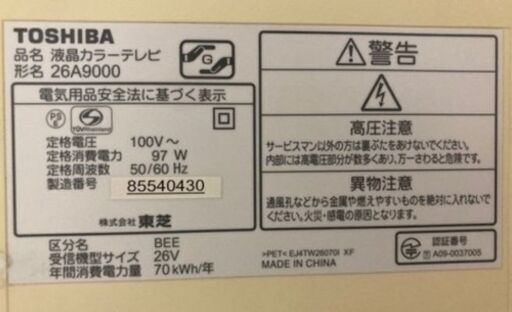 TOSHIBA
品名 液晶カラーテレビ
形名 26A9000
G
電気用品安全法に基づく表示
PS
E
TÜVRheinland
定格電圧 100V～
定格消費電力 97 W
定格周波数 50/60 Hz
製造番号 85540430
株式会社 東芝
区分名 BEE
受信機型サイズ 26V
年間消費電力量 70 kWh/年
警告
高圧注意
サービスマン以外の方は裏ぶたをあけないでください。
内部には高電圧部分が数多くあり、万一さわると危険です。
異物注意
通風孔などから金属や燃えやすいものを絶対に入れない
でください。火災・感電の原因となります。
>PET< EJ4TW26070I XF
MADE IN CHINA
認証番号
T A09-0037005